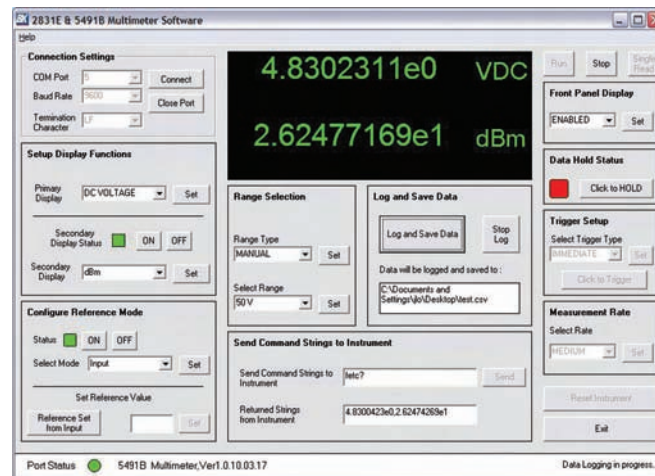 2831E & 5491B Multimeter Software
Help
Connection Settings
COM Port 5 Connect
Baud Rate 9600 Close Port
Termination Character LF
Setup Display Functions
Primary Display DC VOLTAGE Set
Secondary Display Status ON OFF
Secondary Display dBm Set
Configure Reference Mode
Status ON OFF
Select Mode Input Set
Set Reference Value
Reference Set from Input Set
4.8302311e0 VDC
2.62477169e1 dBm
Range Selection
Range Type
MANUAL Set
Select Range
50 V Set
Log and Save Data
Log and Save Data Stop Log
Data will be logged and saved to :
C:\Documents and
Settings\jlo\Desktop\test.csv
Send Command Strings to Instrument
Send Command Strings to Instrument Send
Returned Strings from Instrument 4.8300423e0,2.62474269e1
Run Stop Single Read
Front Panel Display
ENABLED Set
Data Hold Status
Click to HOLD
Trigger Setup
Select Trigger Type
IMMEDIATE Set
Click to Trigger
Measurement Rate
Select Rate
MEDIUM Set
Reset Instrument
Exit
Port Status 5491B Multimeter,Ver1.0.10.03.17 Data Logging in progress.